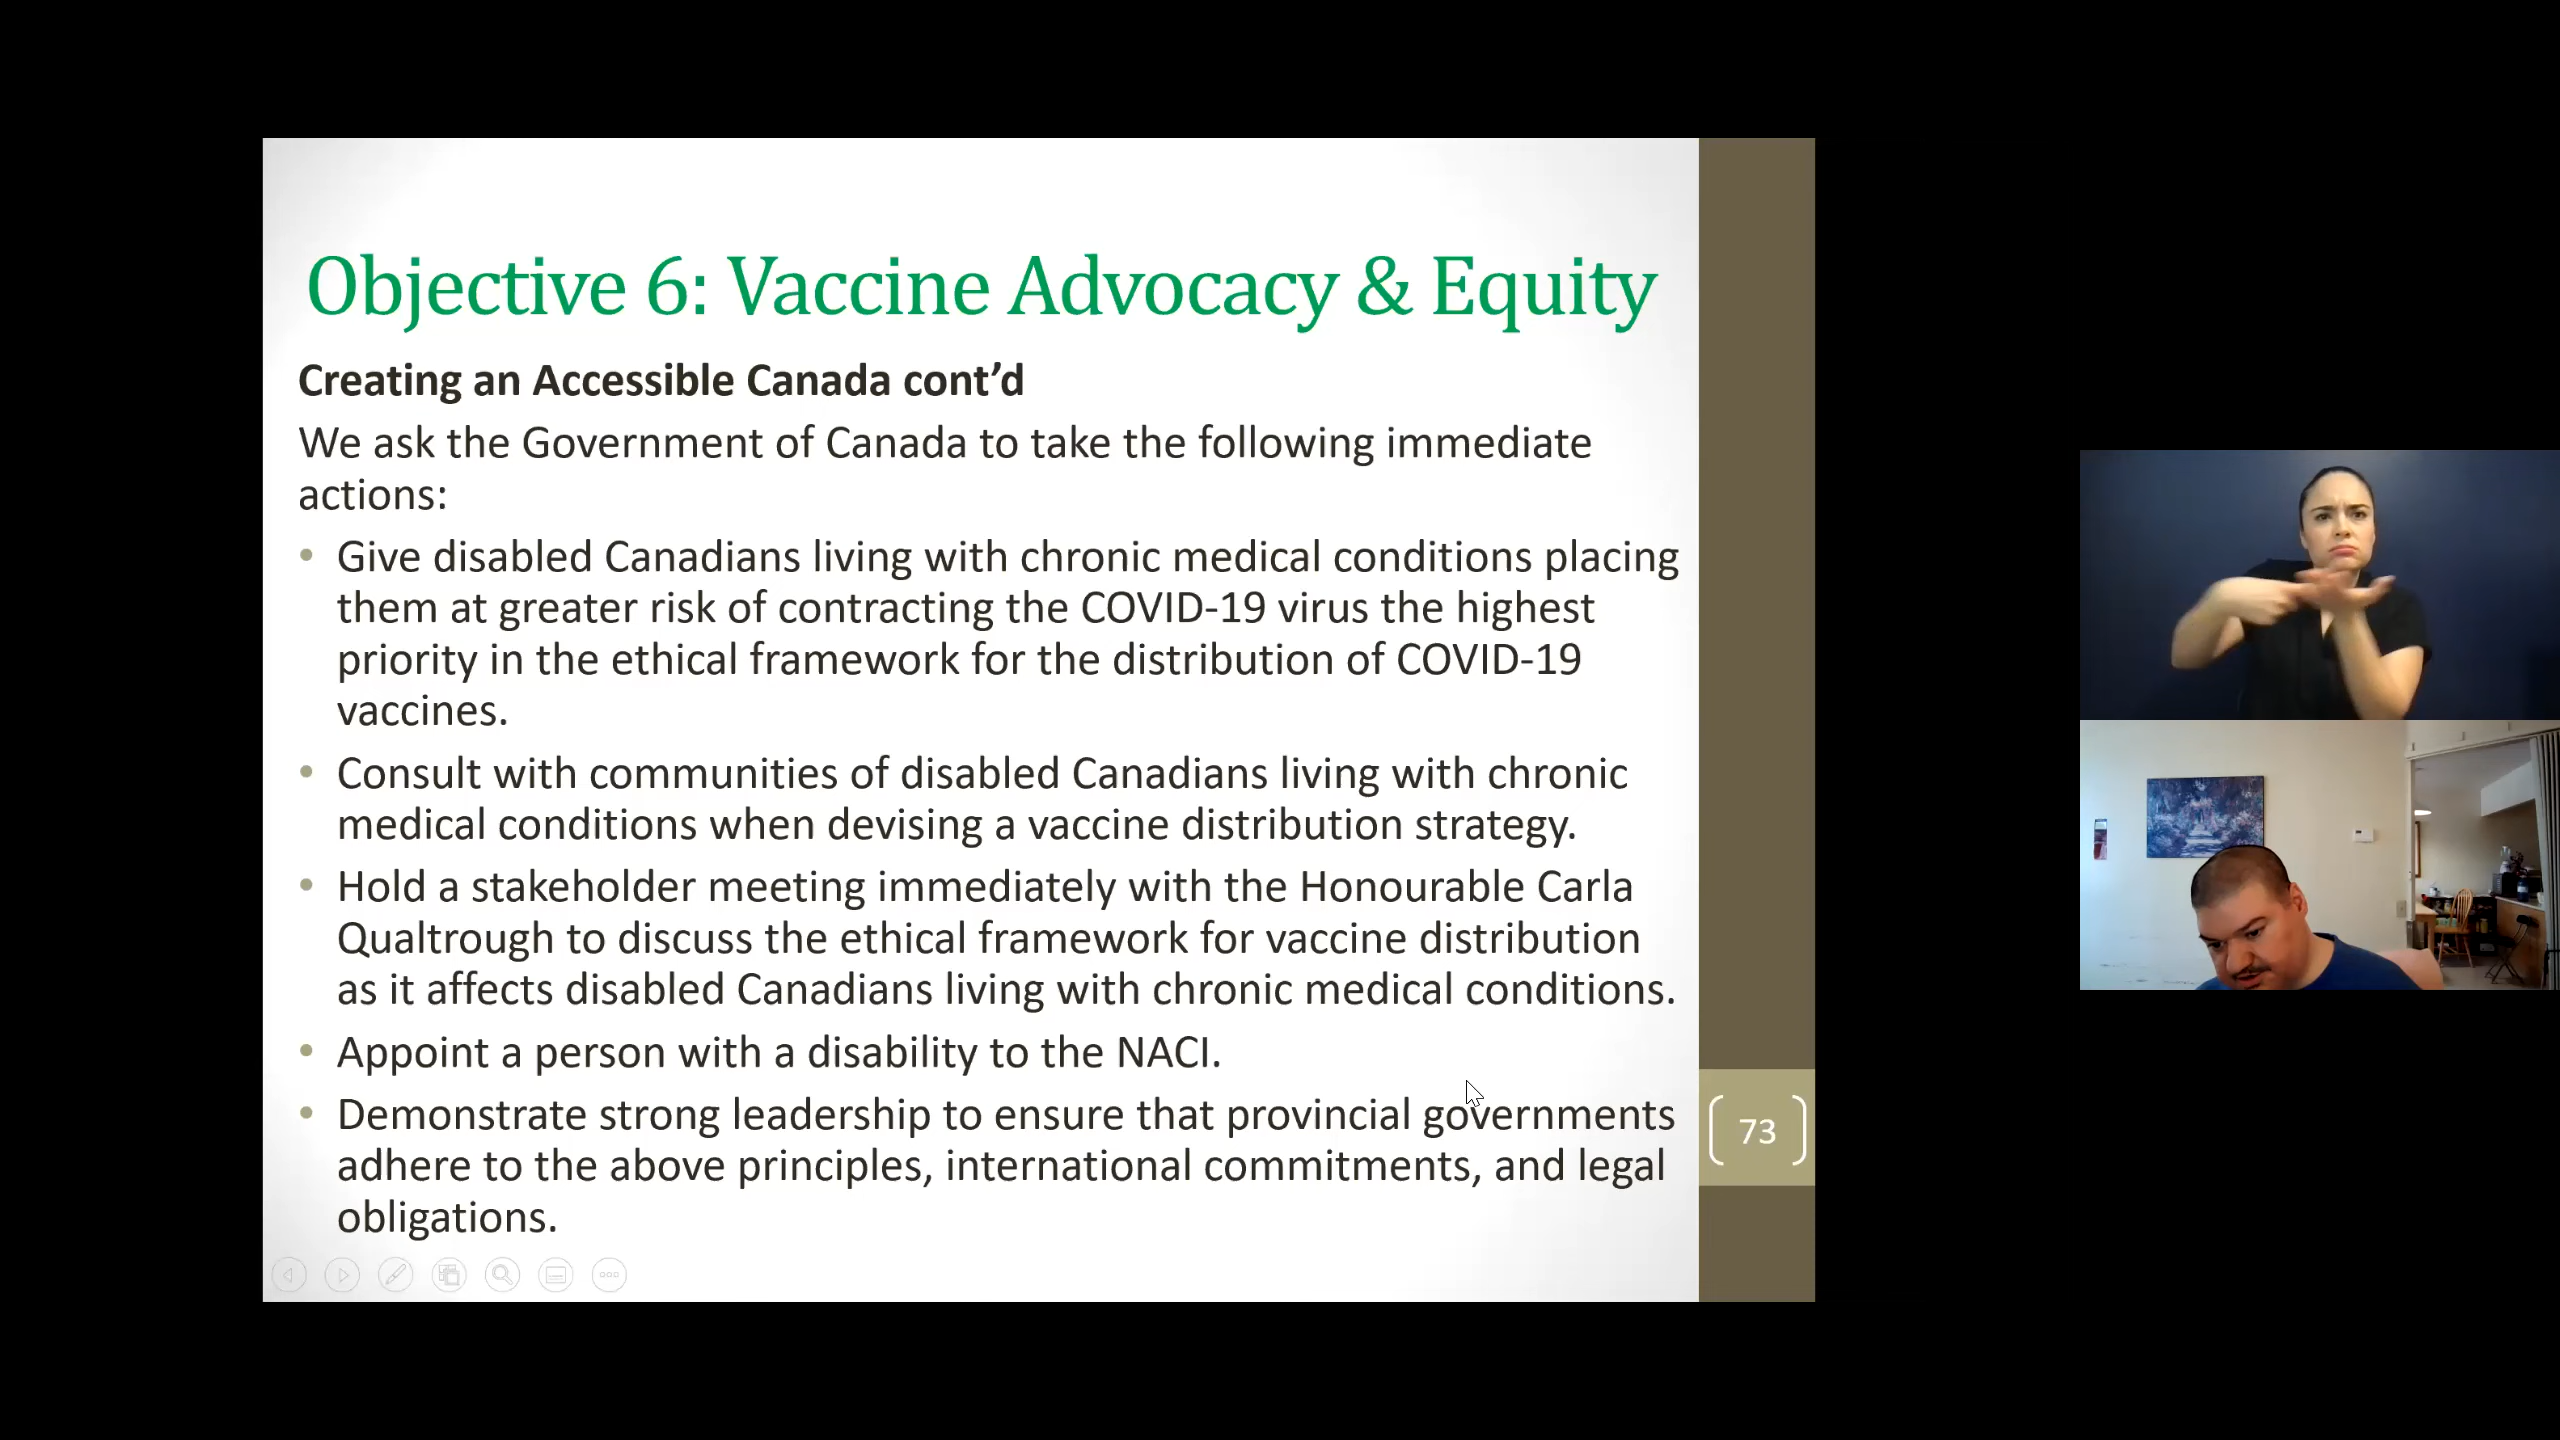 Objective 6: Vaccine Advocacy & Equity
Creating an Accessible Canada cont’d
We ask the Government of Canada to take the following immediate
actions:
• Give disabled Canadians living with chronic medical conditions placing
them at greater risk of contracting the COVID-19 virus the highest
priority in the ethical framework for the distribution of COVID-19
vaccines.
• Consult with communities of disabled Canadians living with chronic
medical conditions when devising a vaccine distribution strategy.
• Hold a stakeholder meeting immediately with the Honourable Carla
Qualtrough to discuss the ethical framework for vaccine distribution
as it affects disabled Canadians living with chronic medical conditions.
• Appoint a person with a disability to the NACI.
• Demonstrate strong leadership to ensure that provincial governments
adhere to the above principles, international commitments, and legal
obligations.
73